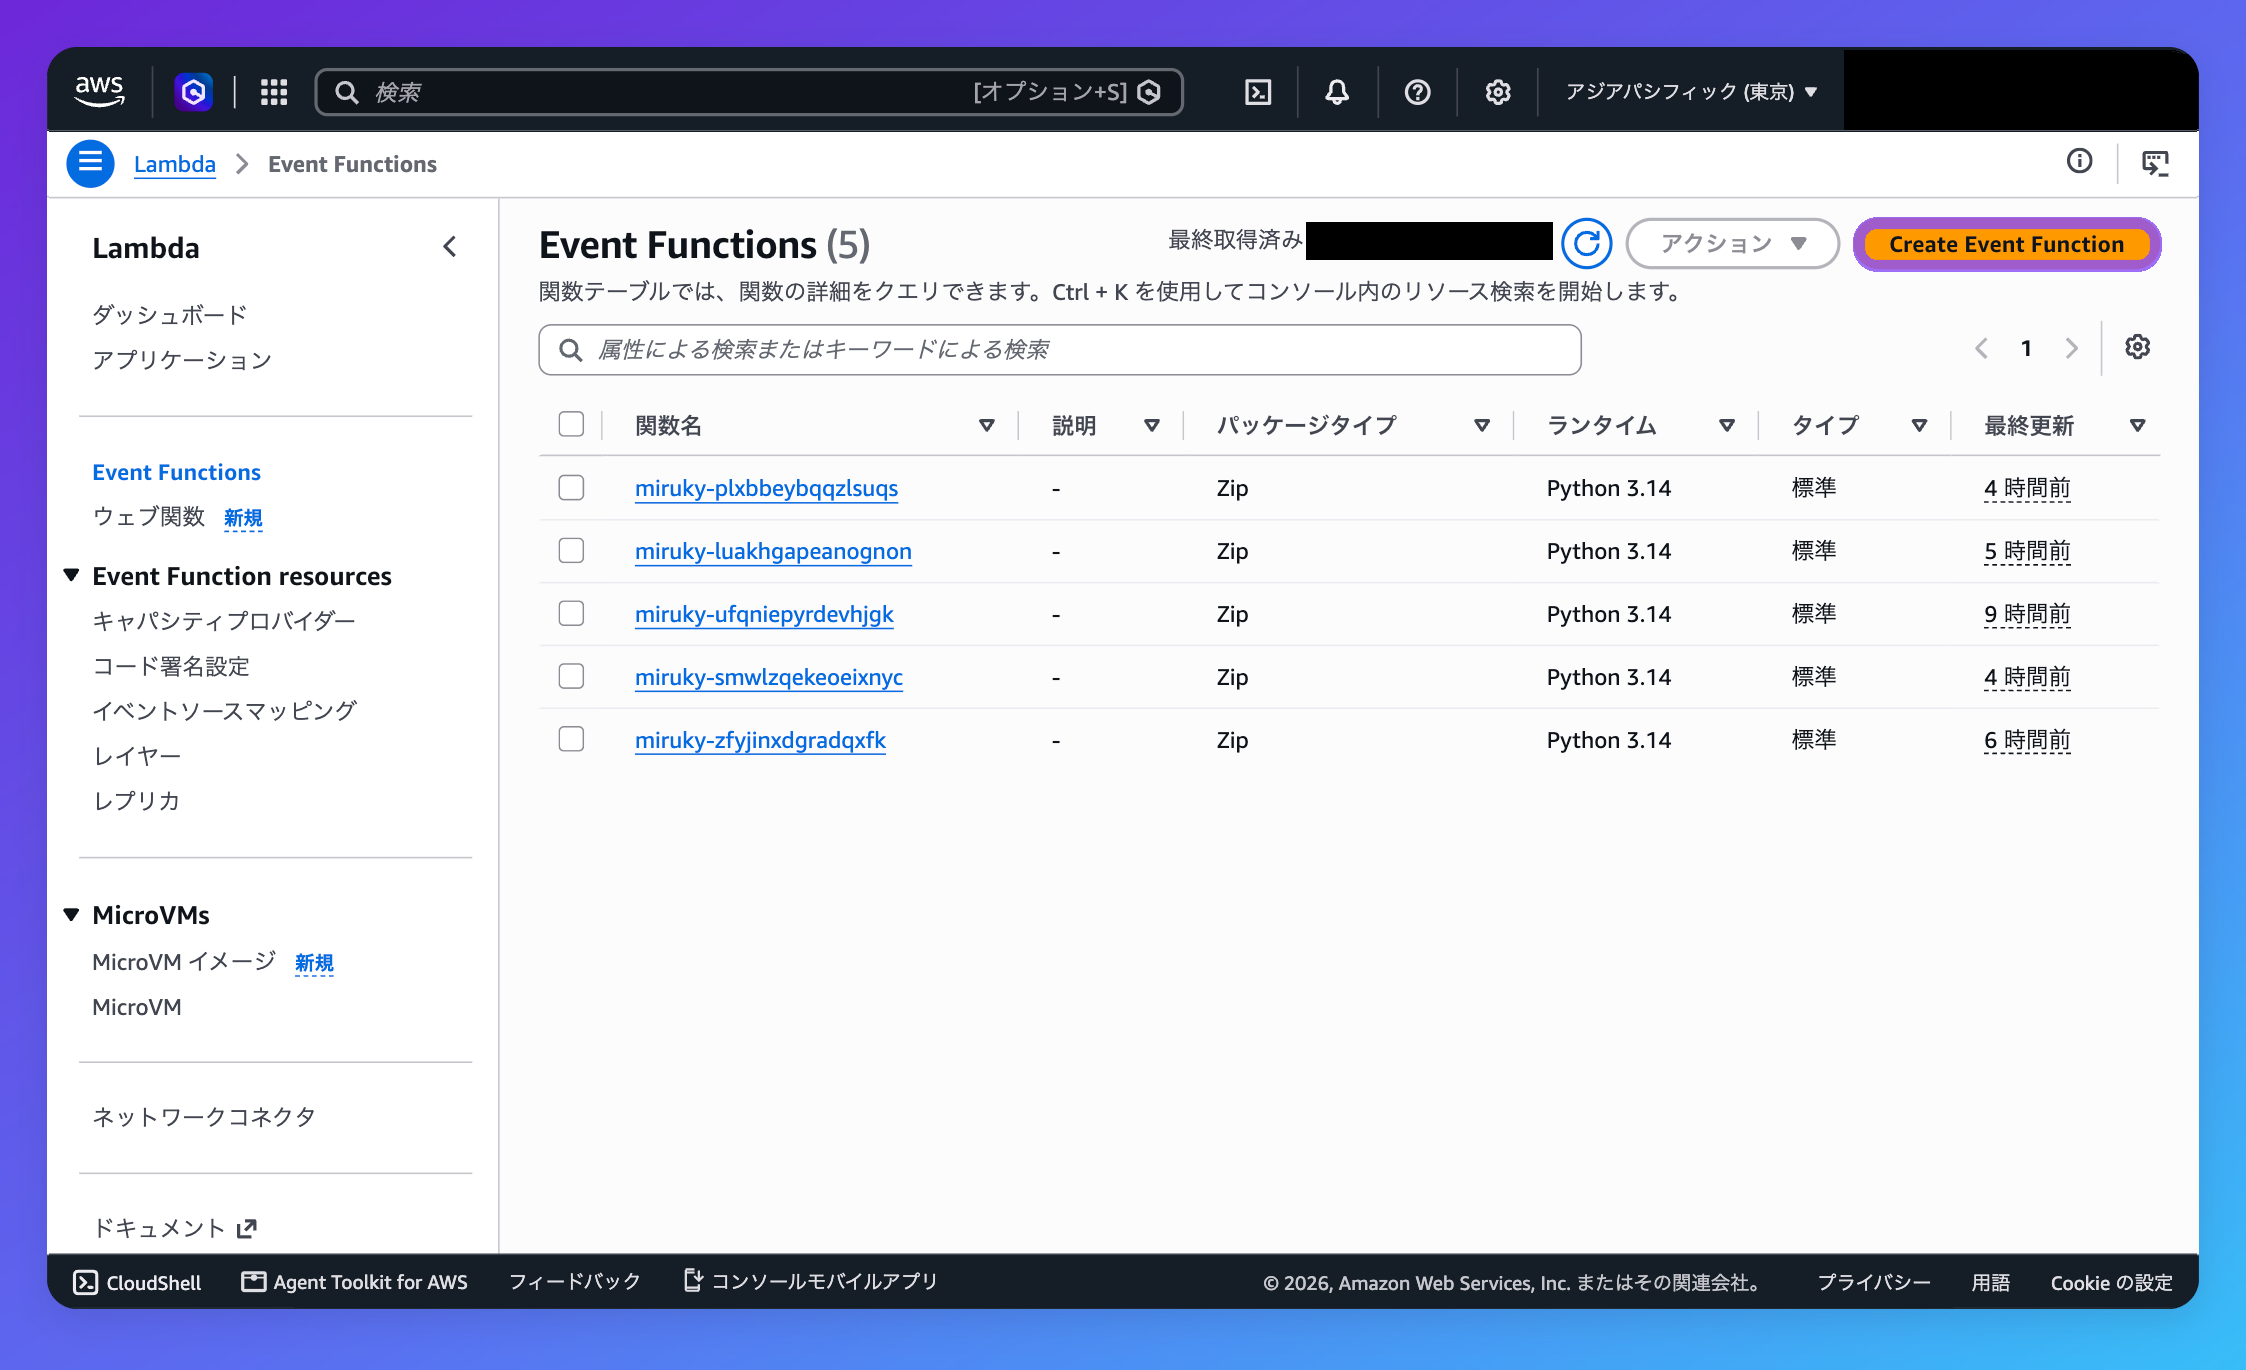 aws
検索 [オプション+S]
アジアパシフィック (東京) ▼
Lambda > Event Functions
Lambda
ダッシュボード
アプリケーション
Event Functions
ウェブ関数 新規
Event Function resources
キャパシティプロバイダー
コード署名設定
イベントソースマッピング
レイヤー
レプリカ
MicroVMs
MicroVM イメージ 新規
MicroVM
ネットワークコネクタ
ドキュメント
Event Functions (5)
最終取得済み
アクション ▼
Create Event Function
関数テーブルでは、関数の詳細をクエリできます。Ctrl + K を使用してコンソール内のリソース検索を開始します。
属性による検索またはキーワードによる検索
1
関数名 説明 パッケージタイプ ランタイム タイプ 最終更新
miruky-plxbbeybqqzlsuqs - Zip Python 3.14 標準 4 時間前
miruky-luakhgapeanognon - Zip Python 3.14 標準 5 時間前
miruky-ufqniepyrdevhjgk - Zip Python 3.14 標準 9 時間前
miruky-smwlzqekeoeixnyc - Zip Python 3.14 標準 4 時間前
miruky-zfyjinxdgradqxfk - Zip Python 3.14 標準 6 時間前
CloudShell Agent Toolkit for AWS フィードバック コンソールモバイルアプリ © 2026, Amazon Web Services, Inc. またはその関連会社。 プライバシー 用語 Cookie の設定